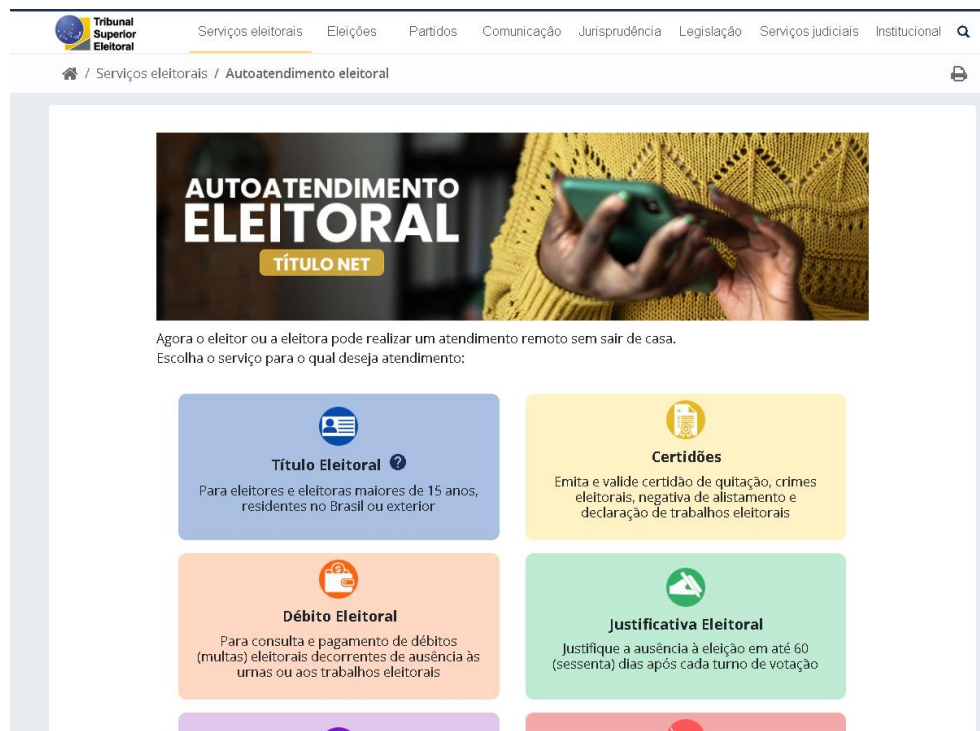 Tribunal
Superior
Eleitoral
Serviços eleitorais Eleições Partidos Comunicação Jurisprudência Legislação Serviços judiciais Institucional
/ Serviços eleitorais / Autoatendimento eleitoral
AUTOATENDIMENTO
ELEITORAL
TÍTULO NET
Agora o eleitor ou a eleitora pode realizar um atendimento remoto sem sair de casa.
Escolha o serviço para o qual deseja atendimento:
Título Eleitoral ?
Para eleitores e eleitoras maiores de 15 anos,
residentes no Brasil ou exterior
Certidões
Emita e valide certidão de quitação, crimes
eleitorais, negativa de alistamento e
declaração de trabalhos eleitorais
Débito Eleitoral
Para consulta e pagamento de débitos
(multas) eleitorais decorrentes de ausência às
urnas ou aos trabalhos eleitorais
Justificativa Eleitoral
Justifique a ausência à eleição em até 60
(sessenta) dias após cada turno de votação